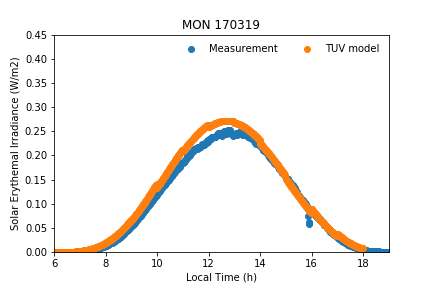 MON 170319
Measurement
TUV model
Solar Erythemal Irradiance (W/m2)
0.45
0.40
0.35
0.30
0.25
0.20
0.15
0.10
0.05
0.00
6 8 10 12 14 16 18
Local Time (h)